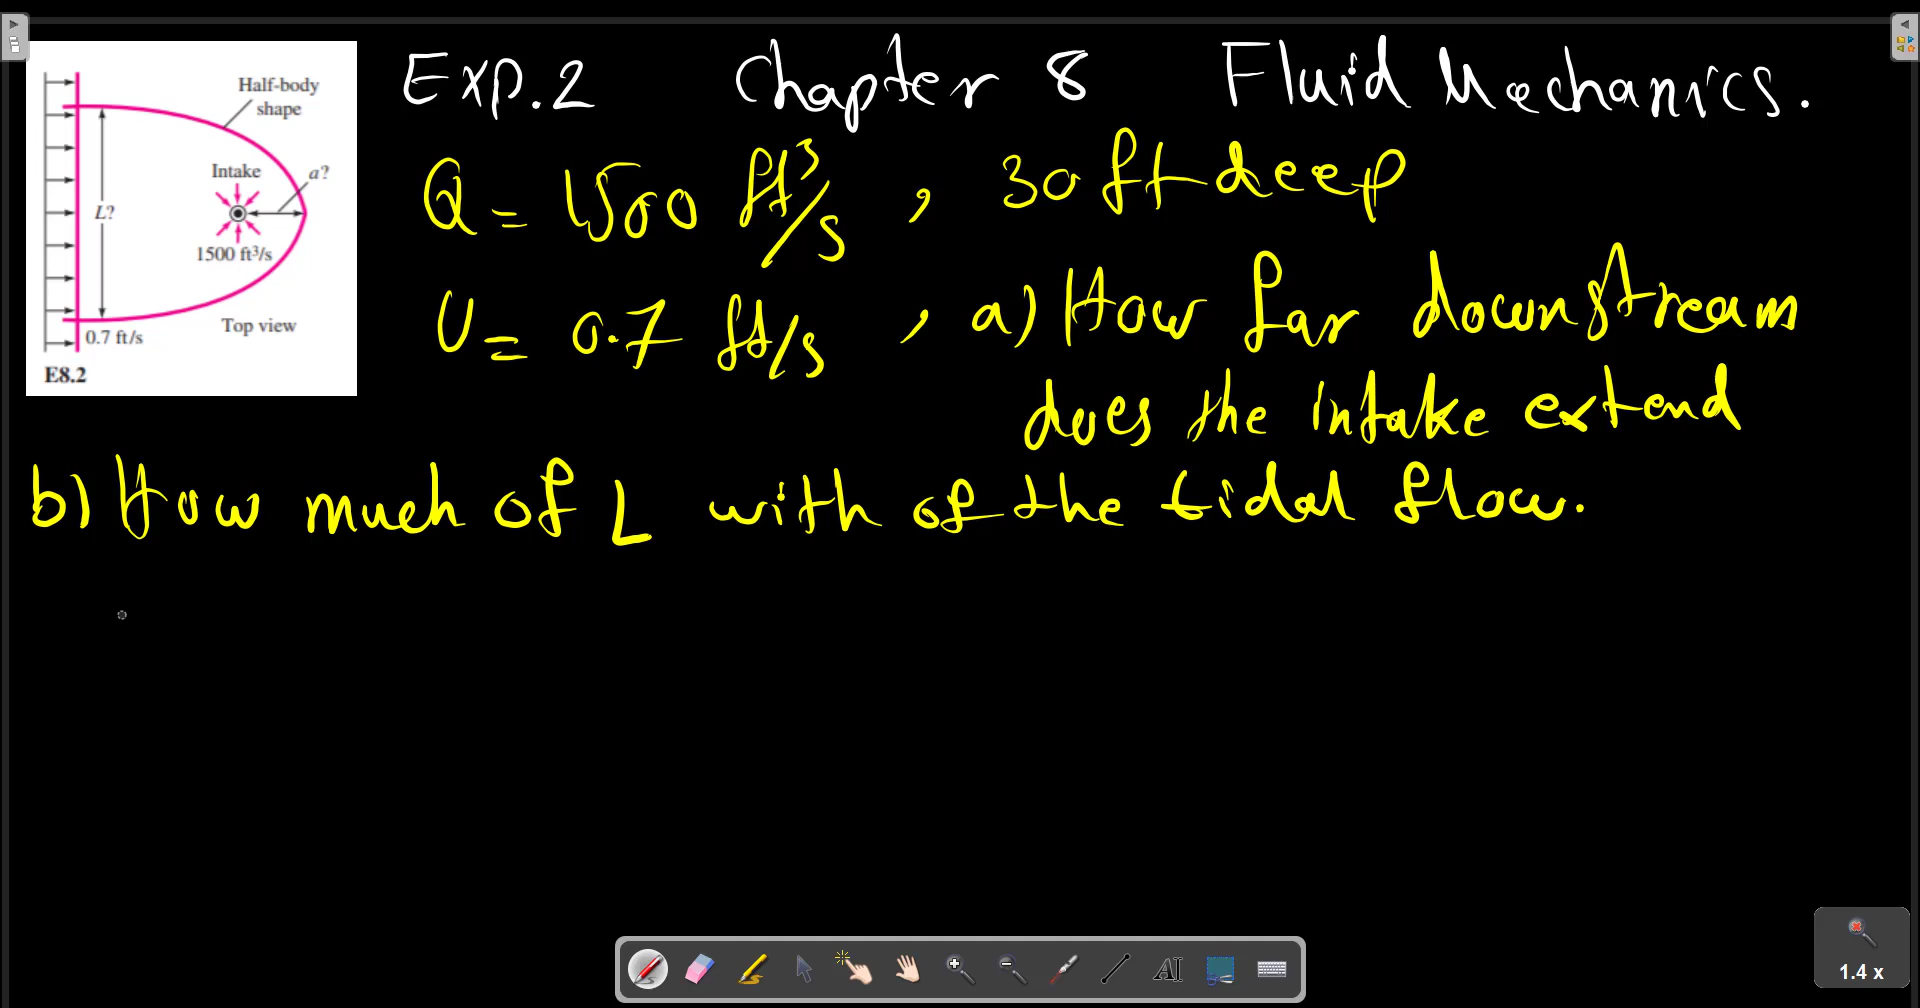 Half-body
shape
Intake
a?
L?
1500 ft³/s
0.7 ft/s
Top view
E8.2
Exp.2 Chapter 8 Fluid Mechanics.
Q = 1500 ft³/s , 30 ft deep
U = 0.7 ft/s , a) How far downstream
does the intake extend
b) How much of L with of the tidal flow.
AI
1.4 x